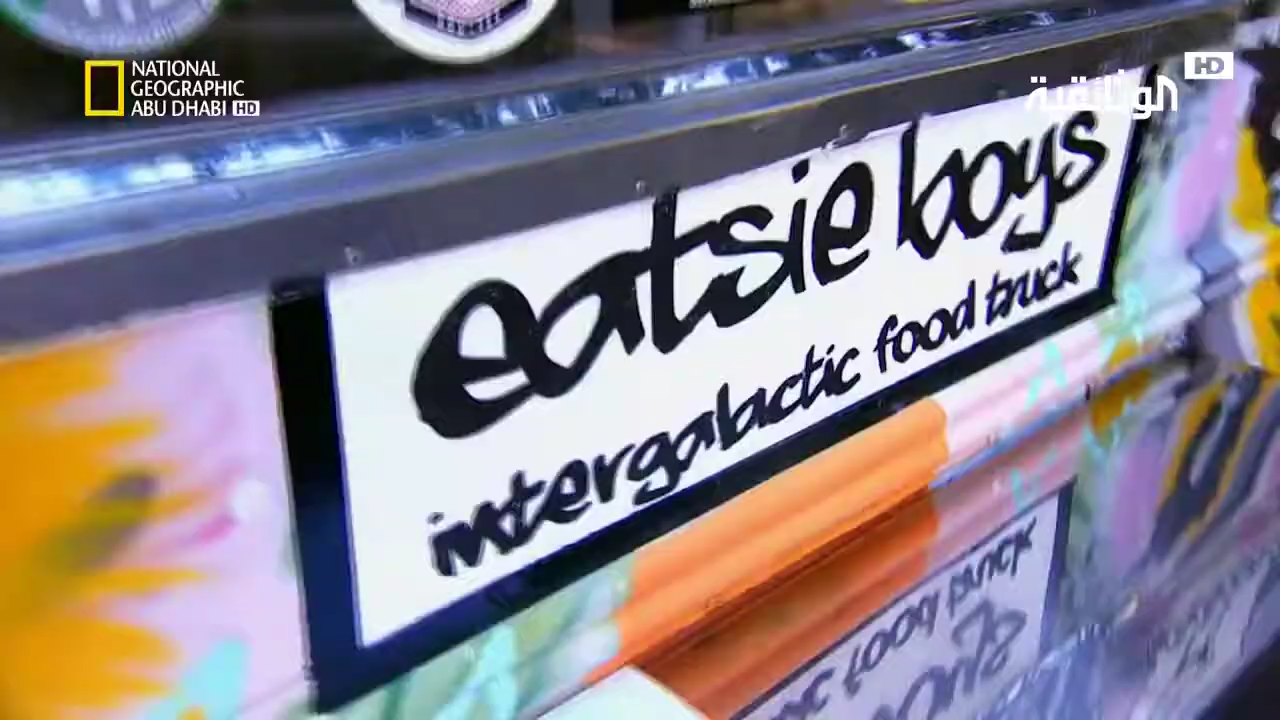 NATIONAL
GEOGRAPHIC
ABU DHABI HD
الوثائقية HD
eatsie boys
intergalactic food truck